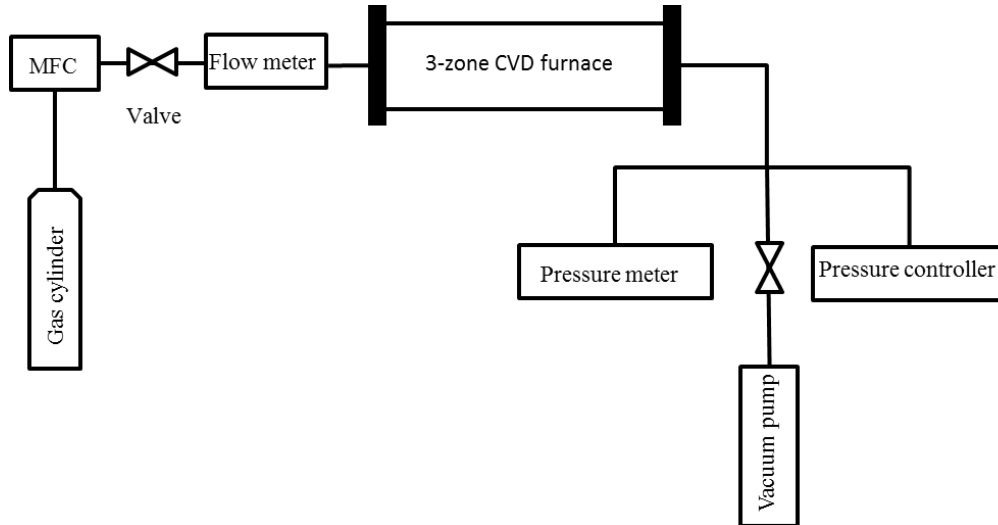 MFC
Flow meter
3-zone CVD furnace
Valve
Gas cylinder
Pressure meter
Pressure controller
Vacuum pump